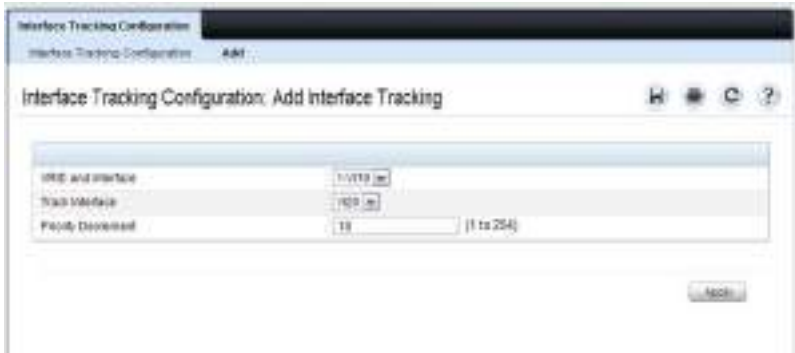 Interface Tracking Configuration
Interface Tracking Configuration Add
Interface Tracking Configuration: Add Interface Tracking
VRID and Interface
Track Interface
Priority Decrement 10 (1 to 254)
Apply